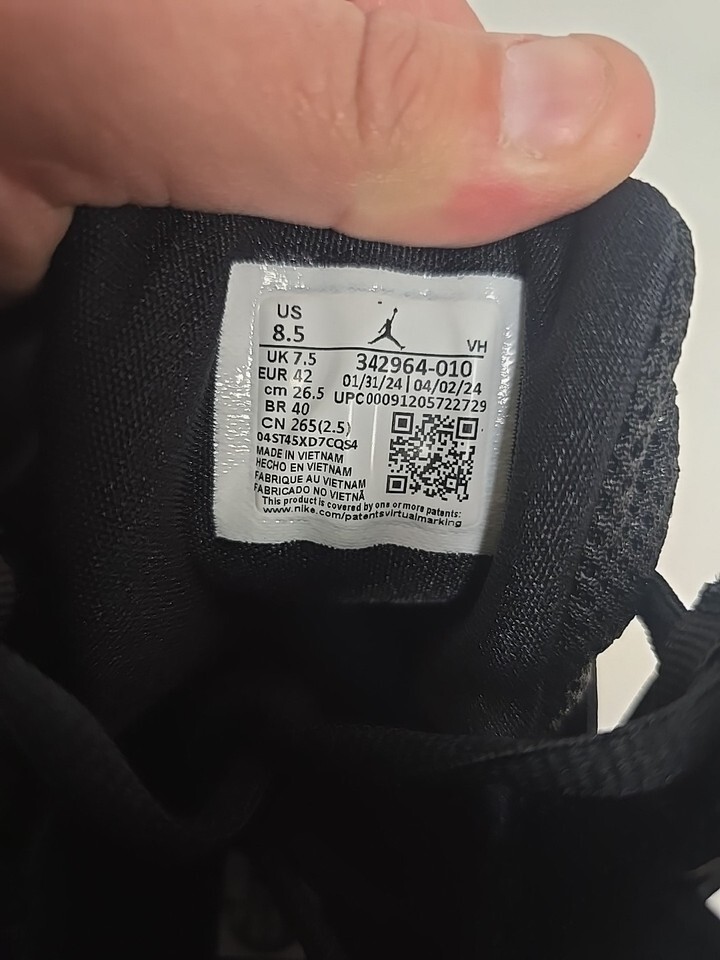 US
8.5
VH
UK 7.5
342964-010
EUR 42
01/31/24 | 04/02/24
cm 26.5
UPC00091205722729
BR 40
CN 265(2.5)
04ST45XD7CQS4
MADE IN VIETNAM
HECHO EN VIETNAM
FABRIQUE AU VIETNAM
FABRICADO NO VIETNÃ
This product is covered by one or more patents:
www.nike.com/patentsvirtualmarking